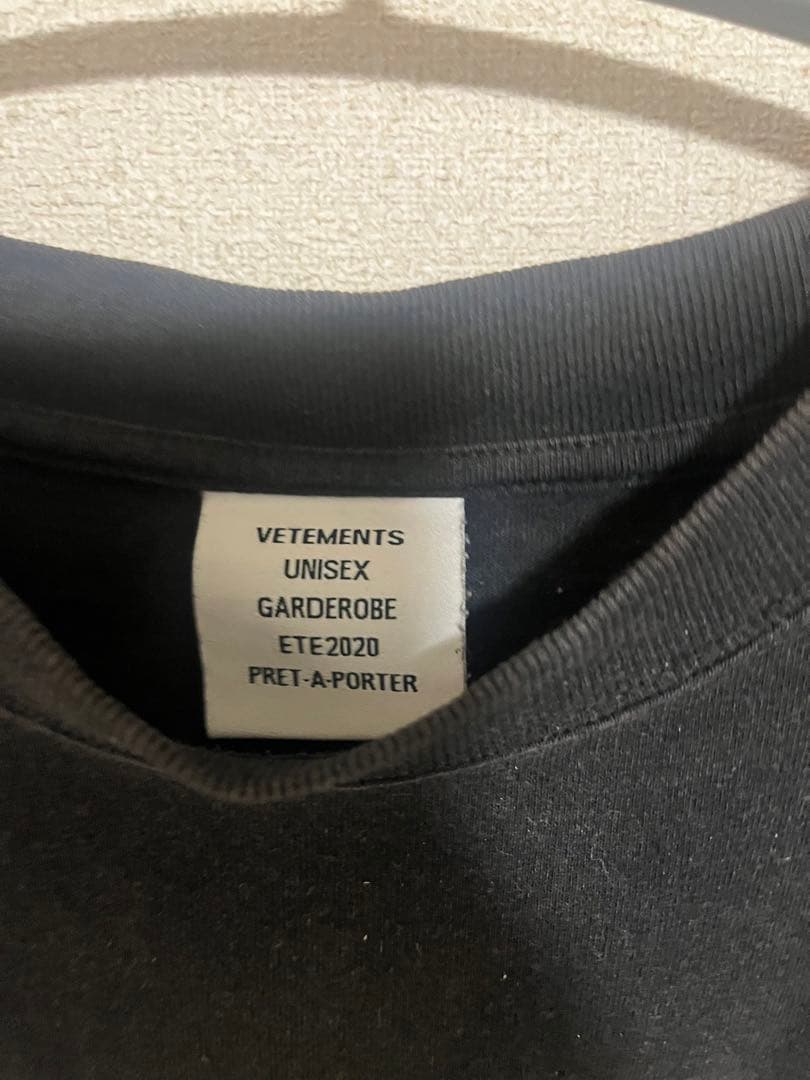 VETEMENTS
UNISEX
GARDEROBE
ETE2020
PRET-A-PORTER